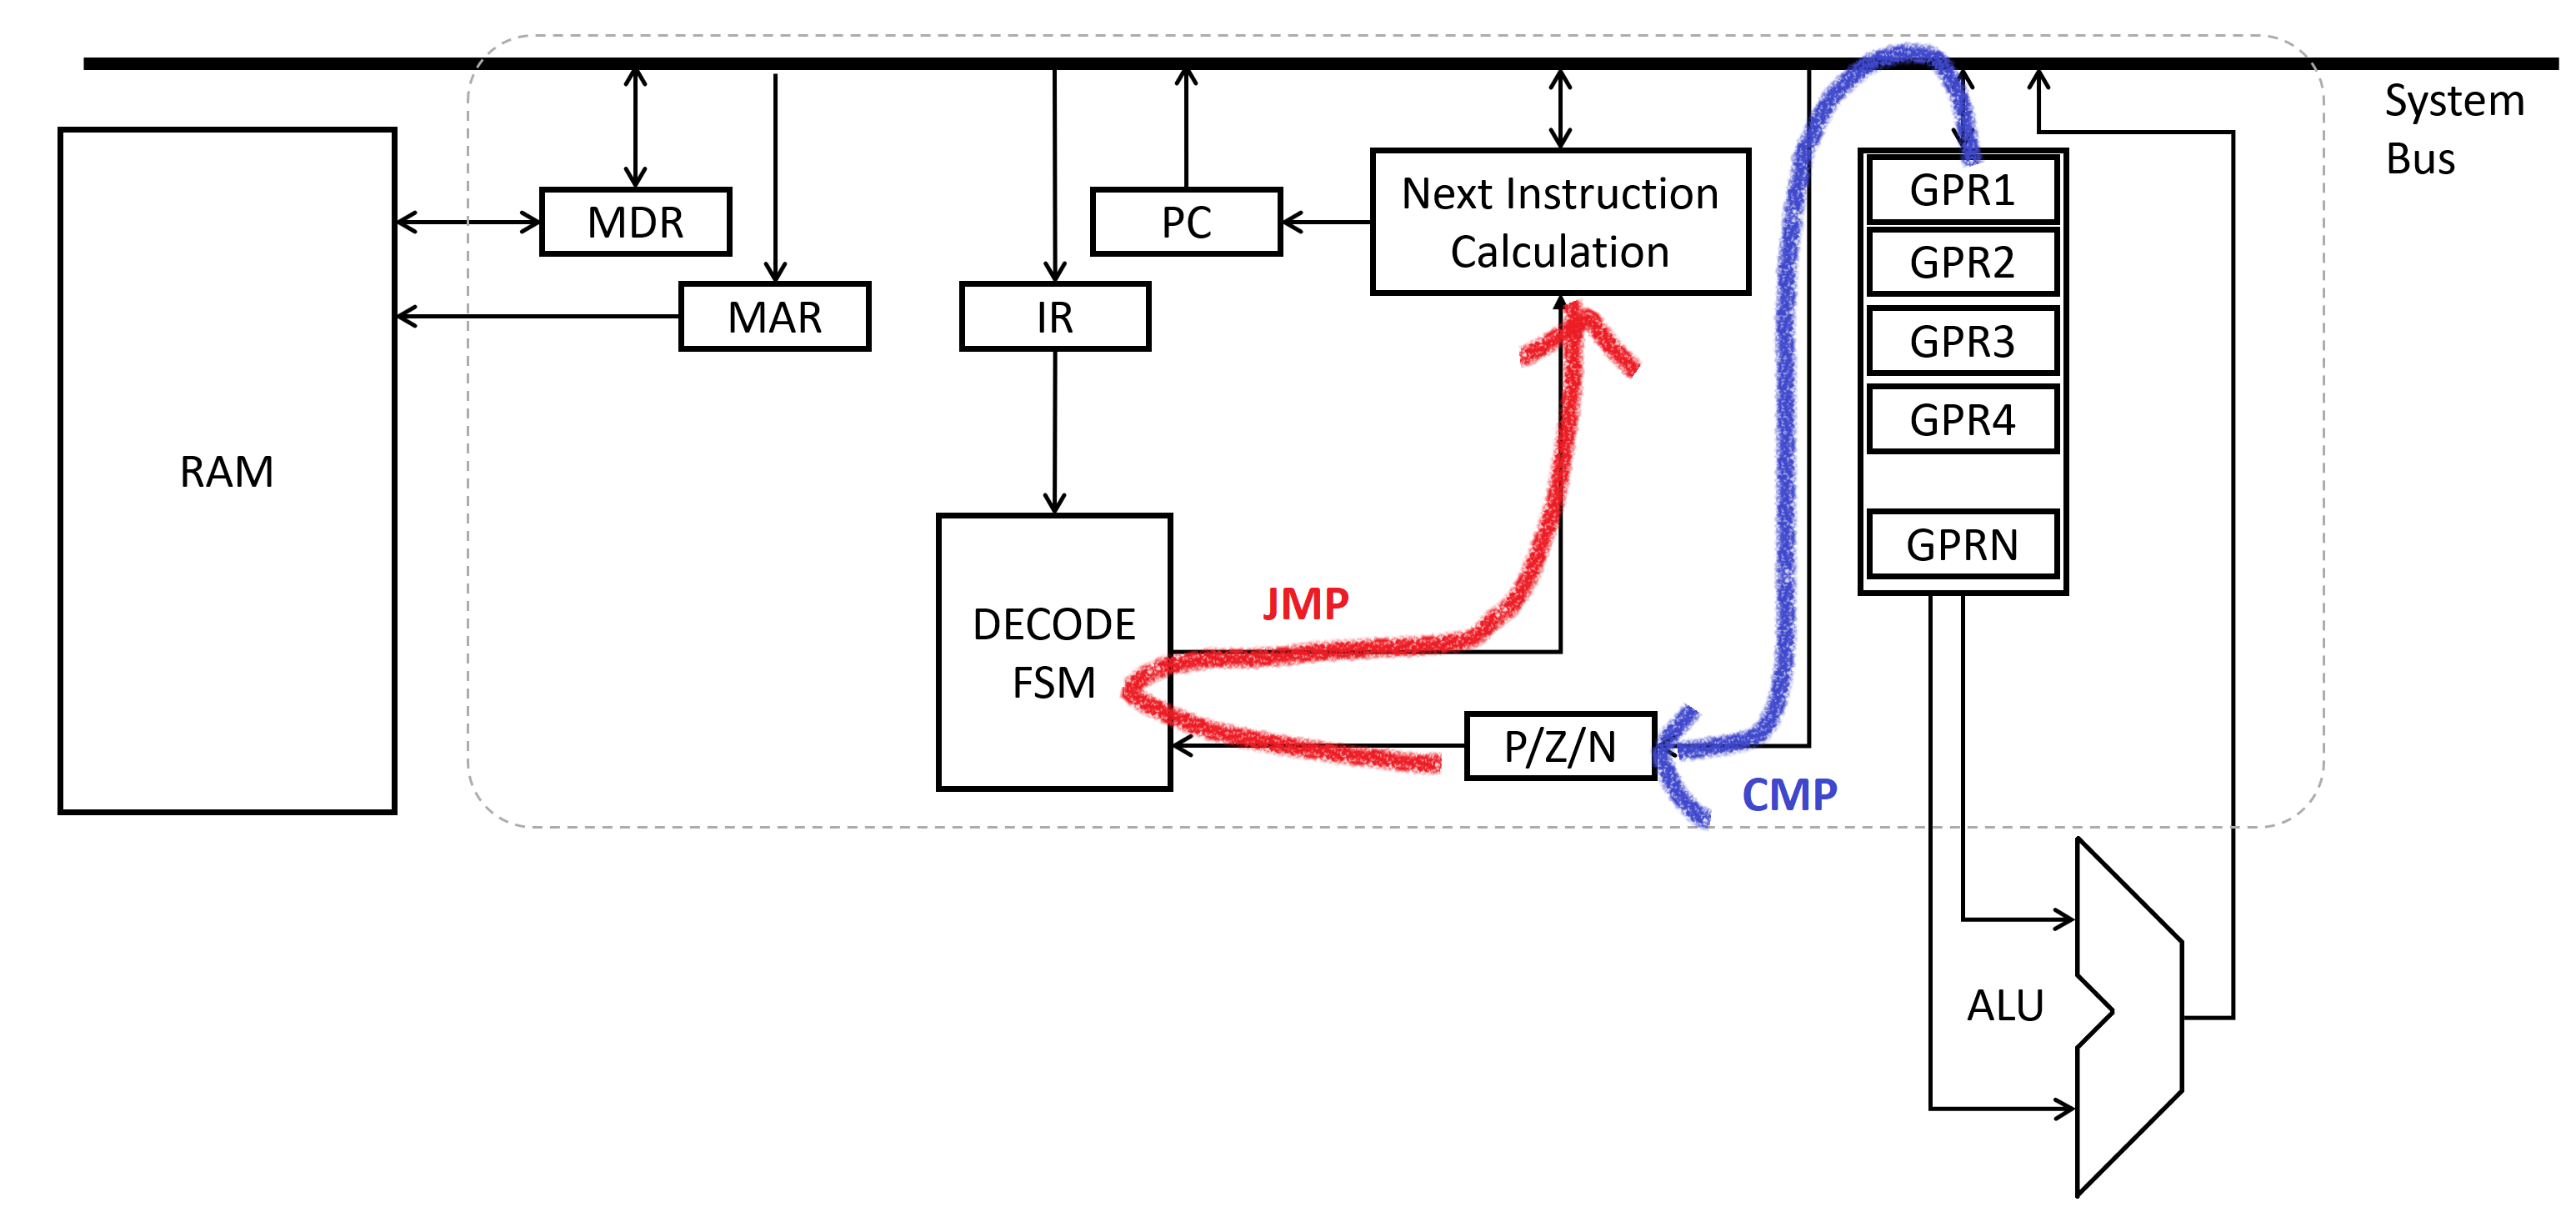 System
Bus
RAM
MDR
MAR
IR
PC
Next Instruction
Calculation
GPR1
GPR2
GPR3
GPR4
GPRN
DECODE
FSM
JMP
P/Z/N
CMP
ALU